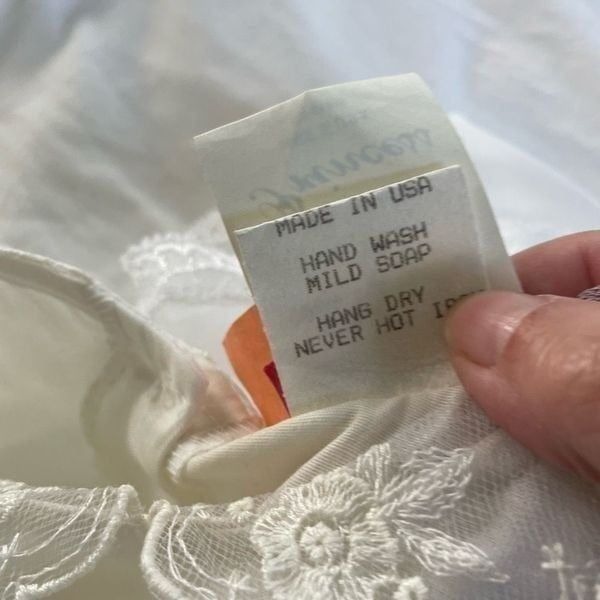 MADE IN USA
HAND WASH
MILD SOAP
HANG DRY
NEVER HOT